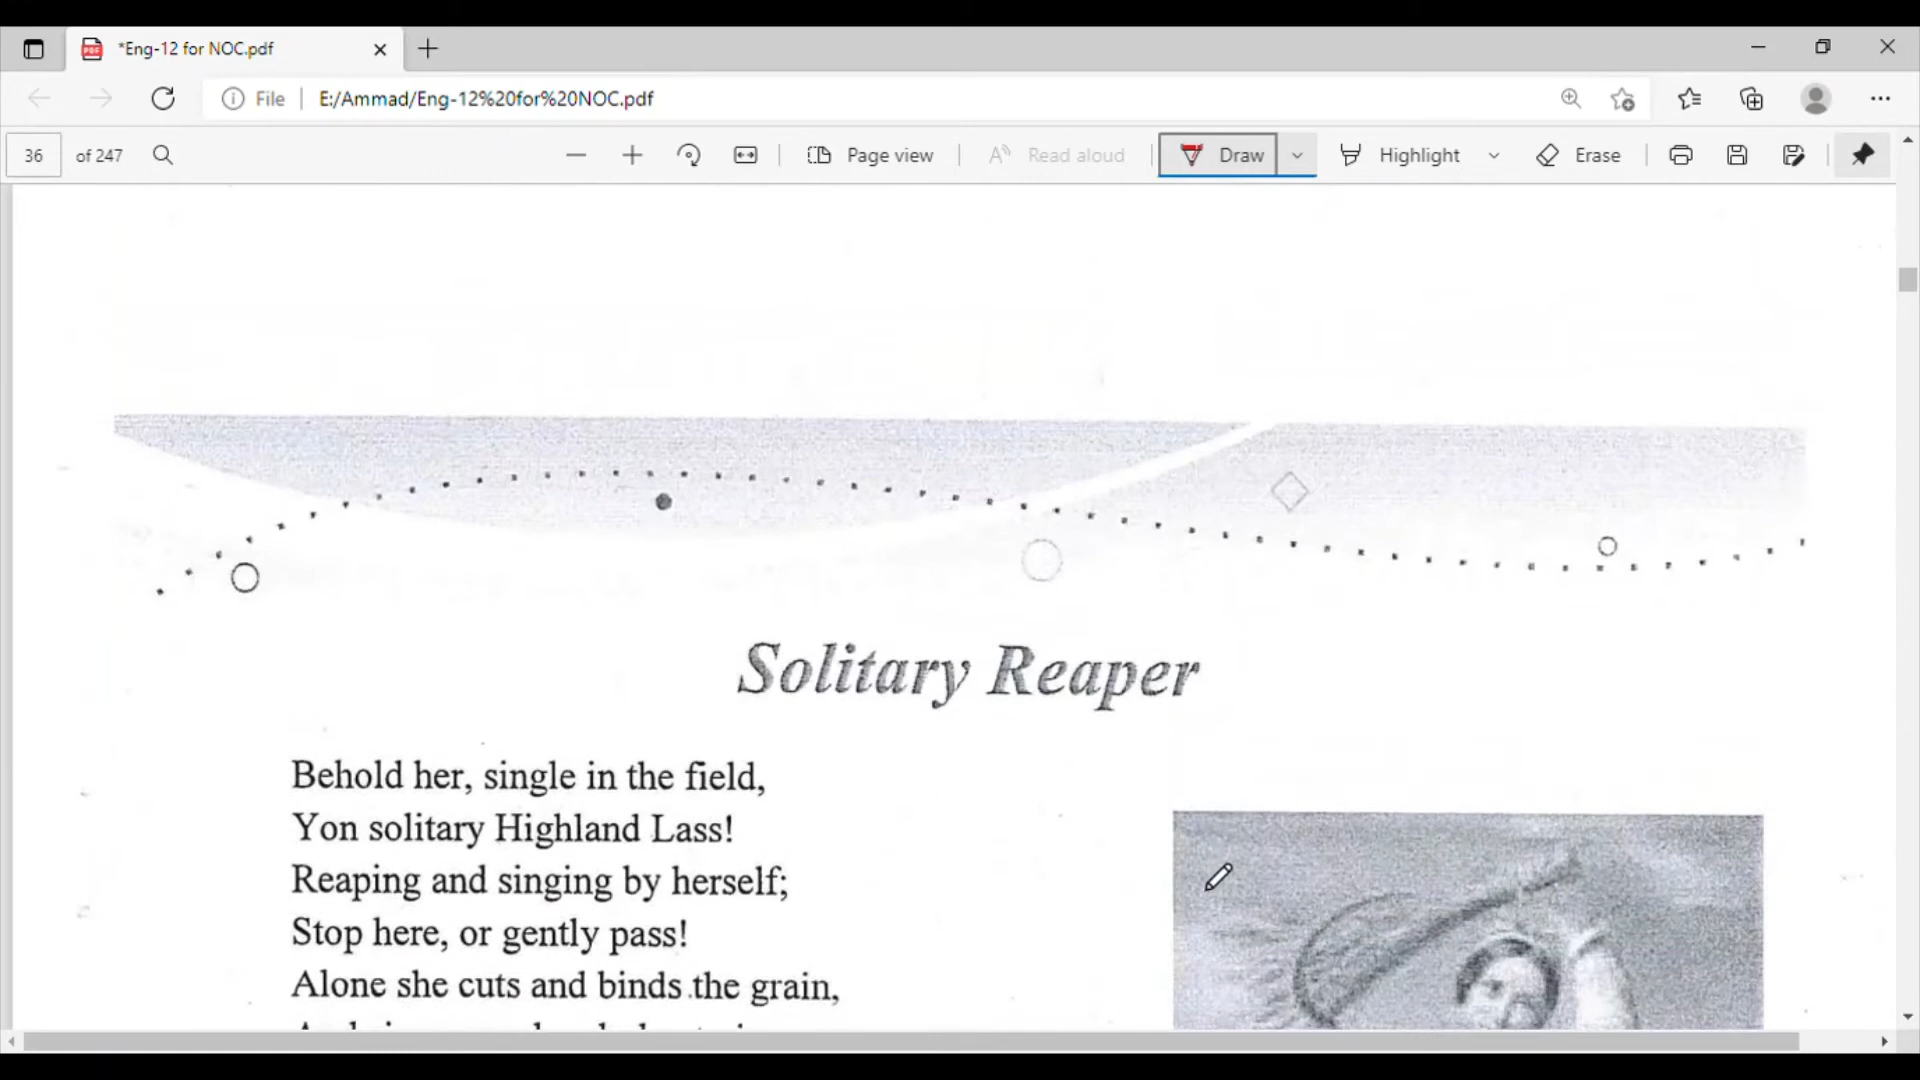 *Eng-12 for NOC.pdf
File E:/Ammad/Eng-12%20for%20NOC.pdf
36 of 247 Page view Read aloud Draw Highlight Erase
Solitary Reaper
Behold her, single in the field,
Yon solitary Highland Lass!
Reaping and singing by herself;
Stop here, or gently pass!
Alone she cuts and binds the grain,